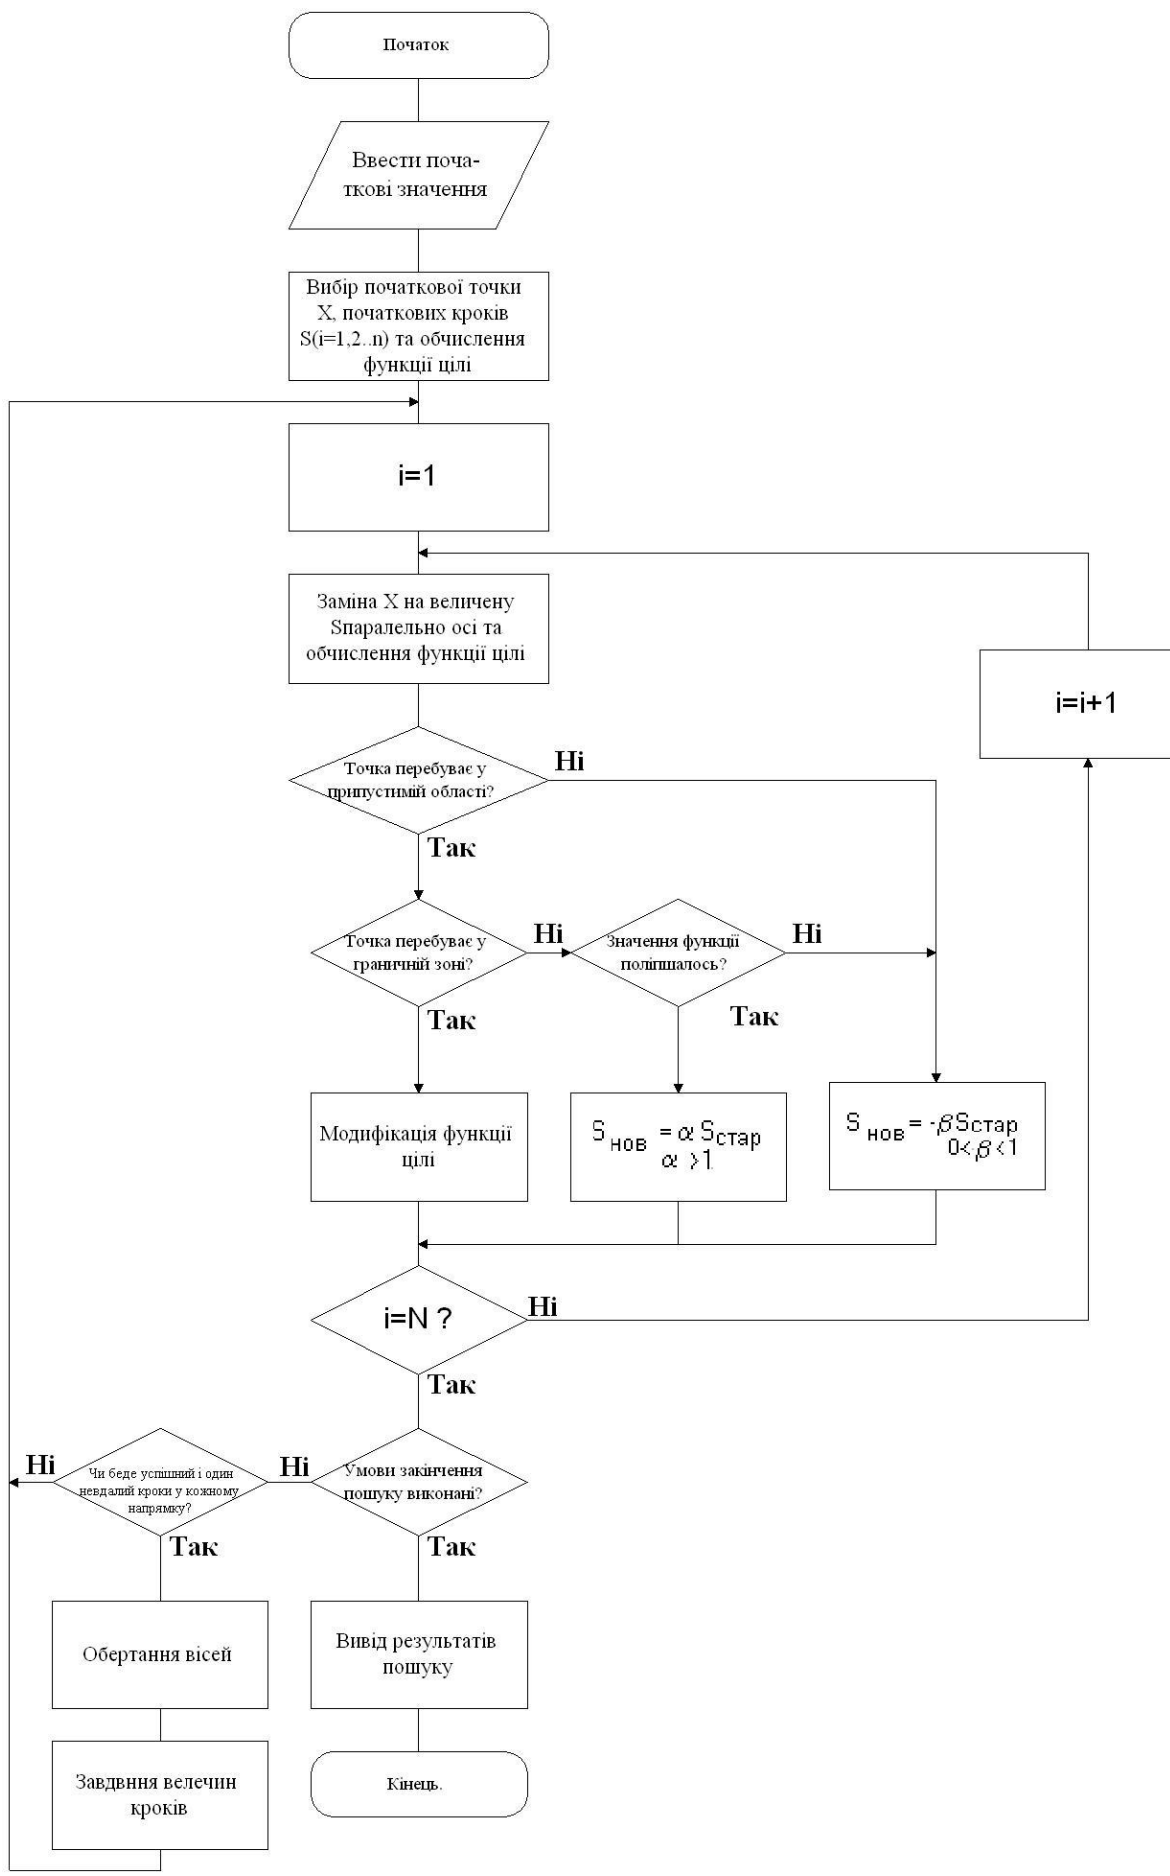 Початок
Ввести поча-
ткові значення
Вибір початкової точки
X, початкових кроків
S(i=1,2..n) та обчислення
функції цілі
i=1
Заміна X на величену
Sпаралельно осі та
обчислення функції цілі
i=i+1
Точка перебуває у
припустимій області?
Ні
Так
Точка перебуває у
граничній зоні?
Ні
Значення функції
поліпшалось?
Ні
Так
Так
Модифікація функції
цілі
S нов = α Sстар
α >1
S нов = -βSстар
0<β<1
i=N ?
Ні
Так
Ні
Чи беде успішний і один
невдалий кроки у кожному
напрямку?
Ні
Умови закінчення
пошуку виконані?
Так
Так
Обертання вісей
Вивід результатів
пошуку
Завдвння велечин
кроків
Кінець.